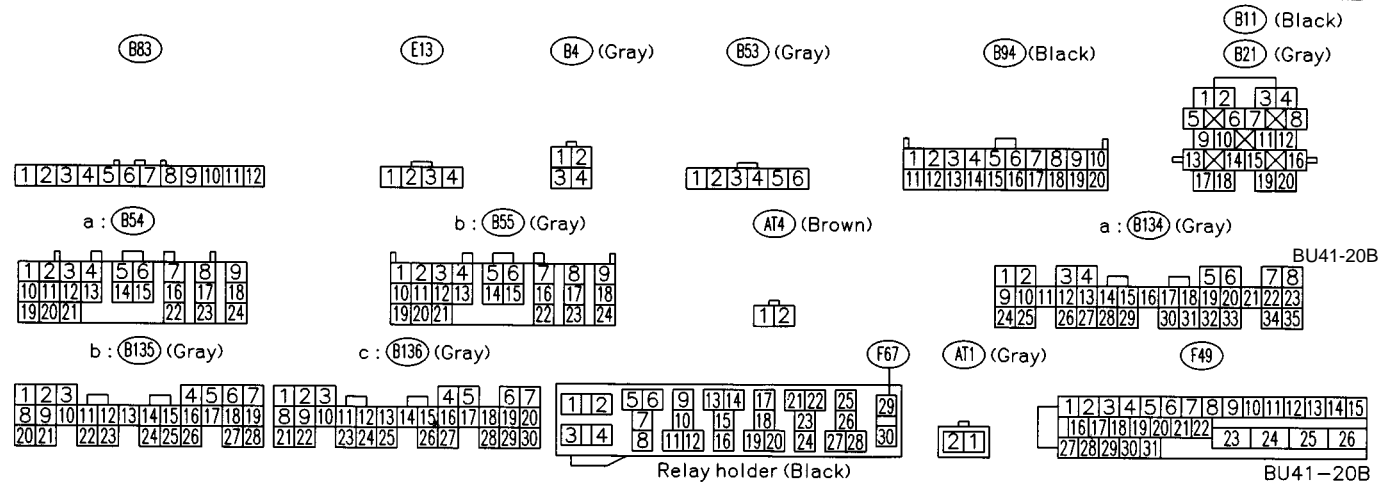 B11 (Black)
B83 E13 B4 (Gray) B53 (Gray) B94 (Black) B21 (Gray)
1 2 3 4 5 6 7 8 9 10 11 12
1 2 3 4
1 2
3 4
1 2 3 4 5 6
1 2 3 4 5 6 7 8 9 10
11 12 13 14 15 16 17 18 19 20
1 2 3 4
5 6 7 8
9 10 11 12
13 14 15 16
17 18 19 20
a : B54 b : B55 (Gray) AT4 (Brown) a : B134 (Gray)
BU41-20B
1 2 3 4 5 6 7 8 9
10 11 12 13 14 15 16 17 18
19 20 21 22 23 24
1 2 3 4 5 6 7 8 9
10 11 12 13 14 15 16 17 18
19 20 21 22 23 24
1 2
1 2 3 4 5 6 7 8
9 10 11 12 13 14 15 16 17 18 19 20 21 22 23
24 25 26 27 28 29 30 31 32 33 34 35
b : B135 (Gray) c : B136 (Gray) F67 AT1 (Gray) F49
1 2 3 4 5 6 7
8 9 10 11 12 13 14 15 16 17 18 19
20 21 22 23 24 25 26 27 28
1 2 3 4 5 6 7
8 9 10 11 12 13 14 15 16 17 18 19 20
21 22 23 24 25 26 27 28 29 30
1 2 5 6 9 13 14 17 21 22 25 29
7 10 15 18 23 26
3 4 8 11 12 16 19 20 24 27 28 30
Relay holder (Black)
2 1
1 2 3 4 5 6 7 8 9 10 11 12 13 14 15
16 17 18 19 20 21 22 23 24 25 26
27 28 29 30 31
BU41-20B